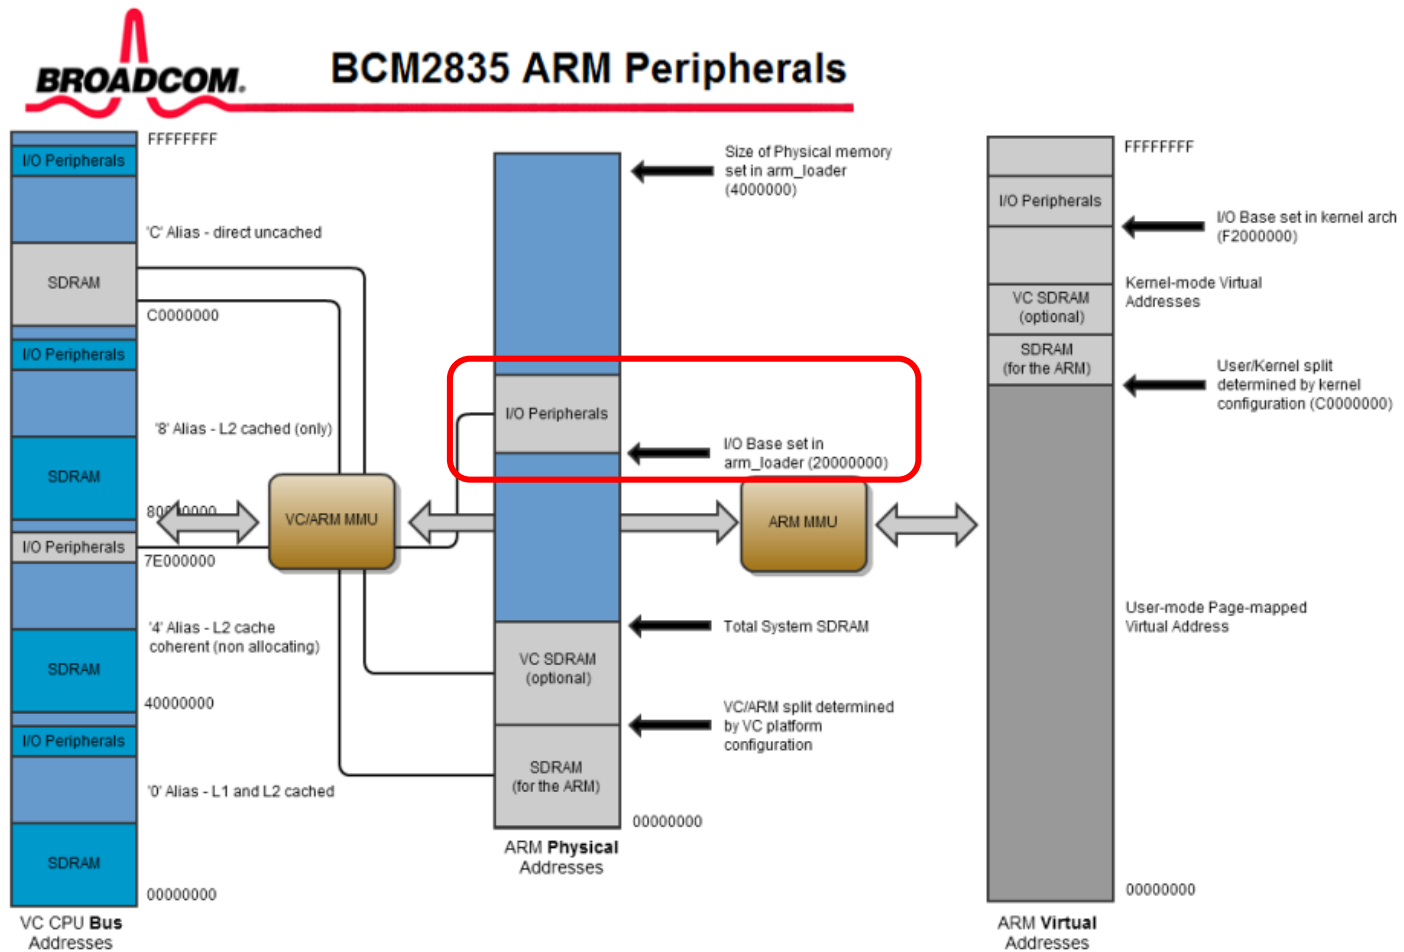 BROADCOM.
BCM2835 ARM Peripherals
FFFFFFFF
I/O Peripherals
'C' Alias - direct uncached
SDRAM
C0000000
I/O Peripherals
'8' Alias - L2 cached (only)
SDRAM
80000000
I/O Peripherals
7E000000
'4' Alias - L2 cache
coherent (non allocating)
SDRAM
40000000
I/O Peripherals
'0' Alias - L1 and L2 cached
SDRAM
00000000
VC CPU Bus
Addresses
VC/ARM MMU
Size of Physical memory
set in arm_loader
(4000000)
I/O Peripherals
I/O Base set in
arm_loader (20000000)
ARM MMU
Total System SDRAM
VC SDRAM
(optional)
VC/ARM split determined
by VC platform
configuration
SDRAM
(for the ARM)
00000000
ARM Physical
Addresses
FFFFFFFF
I/O Peripherals
I/O Base set in kernel arch
(F2000000)
Kernel-mode Virtual
Addresses
VC SDRAM
(optional)
SDRAM
(for the ARM)
User/Kernel split
determined by kernel
configuration (C0000000)
User-mode Page-mapped
Virtual Address
00000000
ARM Virtual
Addresses